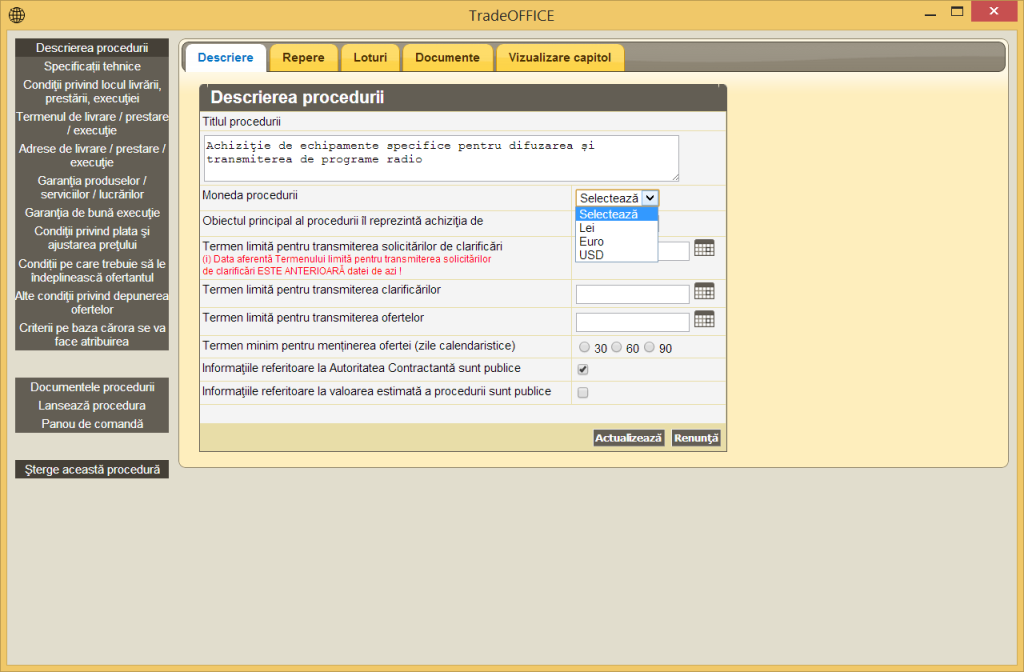 TradeOFFICE
Descrierea procedurii
Specificații tehnice
Condiţii privind locul livrării,
prestării, execuţiei
Termenul de livrare / prestare
/ execuţie
Adrese de livrare / prestare /
execuţie
Garanţia produselor /
serviciilor / lucrărilor
Garanţia de bună execuţie
Condiţii privind plata şi
ajustarea preţului
Condiții pe care trebuie să le
îndeplinească ofertantul
Alte condiţii privind depunerea
ofertelor
Criterii pe baza cărora se va
face atribuirea
Documentele procedurii
Lansează procedura
Panou de comandă
Şterge această procedură
Descriere
Repere
Loturi
Documente
Vizualizare capitol
Descrierea procedurii
Titlul procedurii
Achiziţie de echipamente specifice pentru difuzarea şi
transmiterea de programe radio
Moneda procedurii
Selectează
Selectează
Lei
Euro
USD
Obiectul principal al procedurii îl reprezintă achiziţia de
Termen limită pentru transmiterea solicitărilor de clarificări
(i) Data aferentă Termenului limită pentru transmiterea solicitărilor
de clarificări ESTE ANTERIOARĂ datei de azi !
Termen limită pentru transmiterea clarificărilor
Termen limită pentru transmiterea ofertelor
Termen minim pentru menţinerea ofertei (zile calendaristice)
30 60 90
Informaţiile referitoare la Autoritatea Contractantă sunt publice
Informaţiile referitoare la valoarea estimată a procedurii sunt publice
Actualizează Renunţă